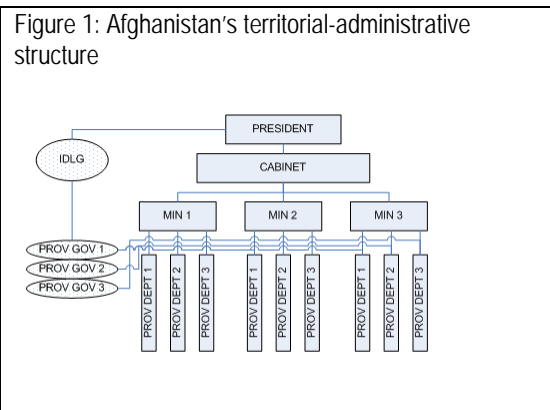 Figure 1: Afghanistan's territorial-administrative
structure
PRESIDENT
IDLG
CABINET
MIN 1
MIN 2
MIN 3
PROV GOV 1
PROV GOV 2
PROV GOV 3
PROV DEPT 1
PROV DEPT 2
PROV DEPT 3
PROV DEPT 1
PROV DEPT 2
PROV DEPT 3
PROV DEPT 1
PROV DEPT 2
PROV DEPT 3